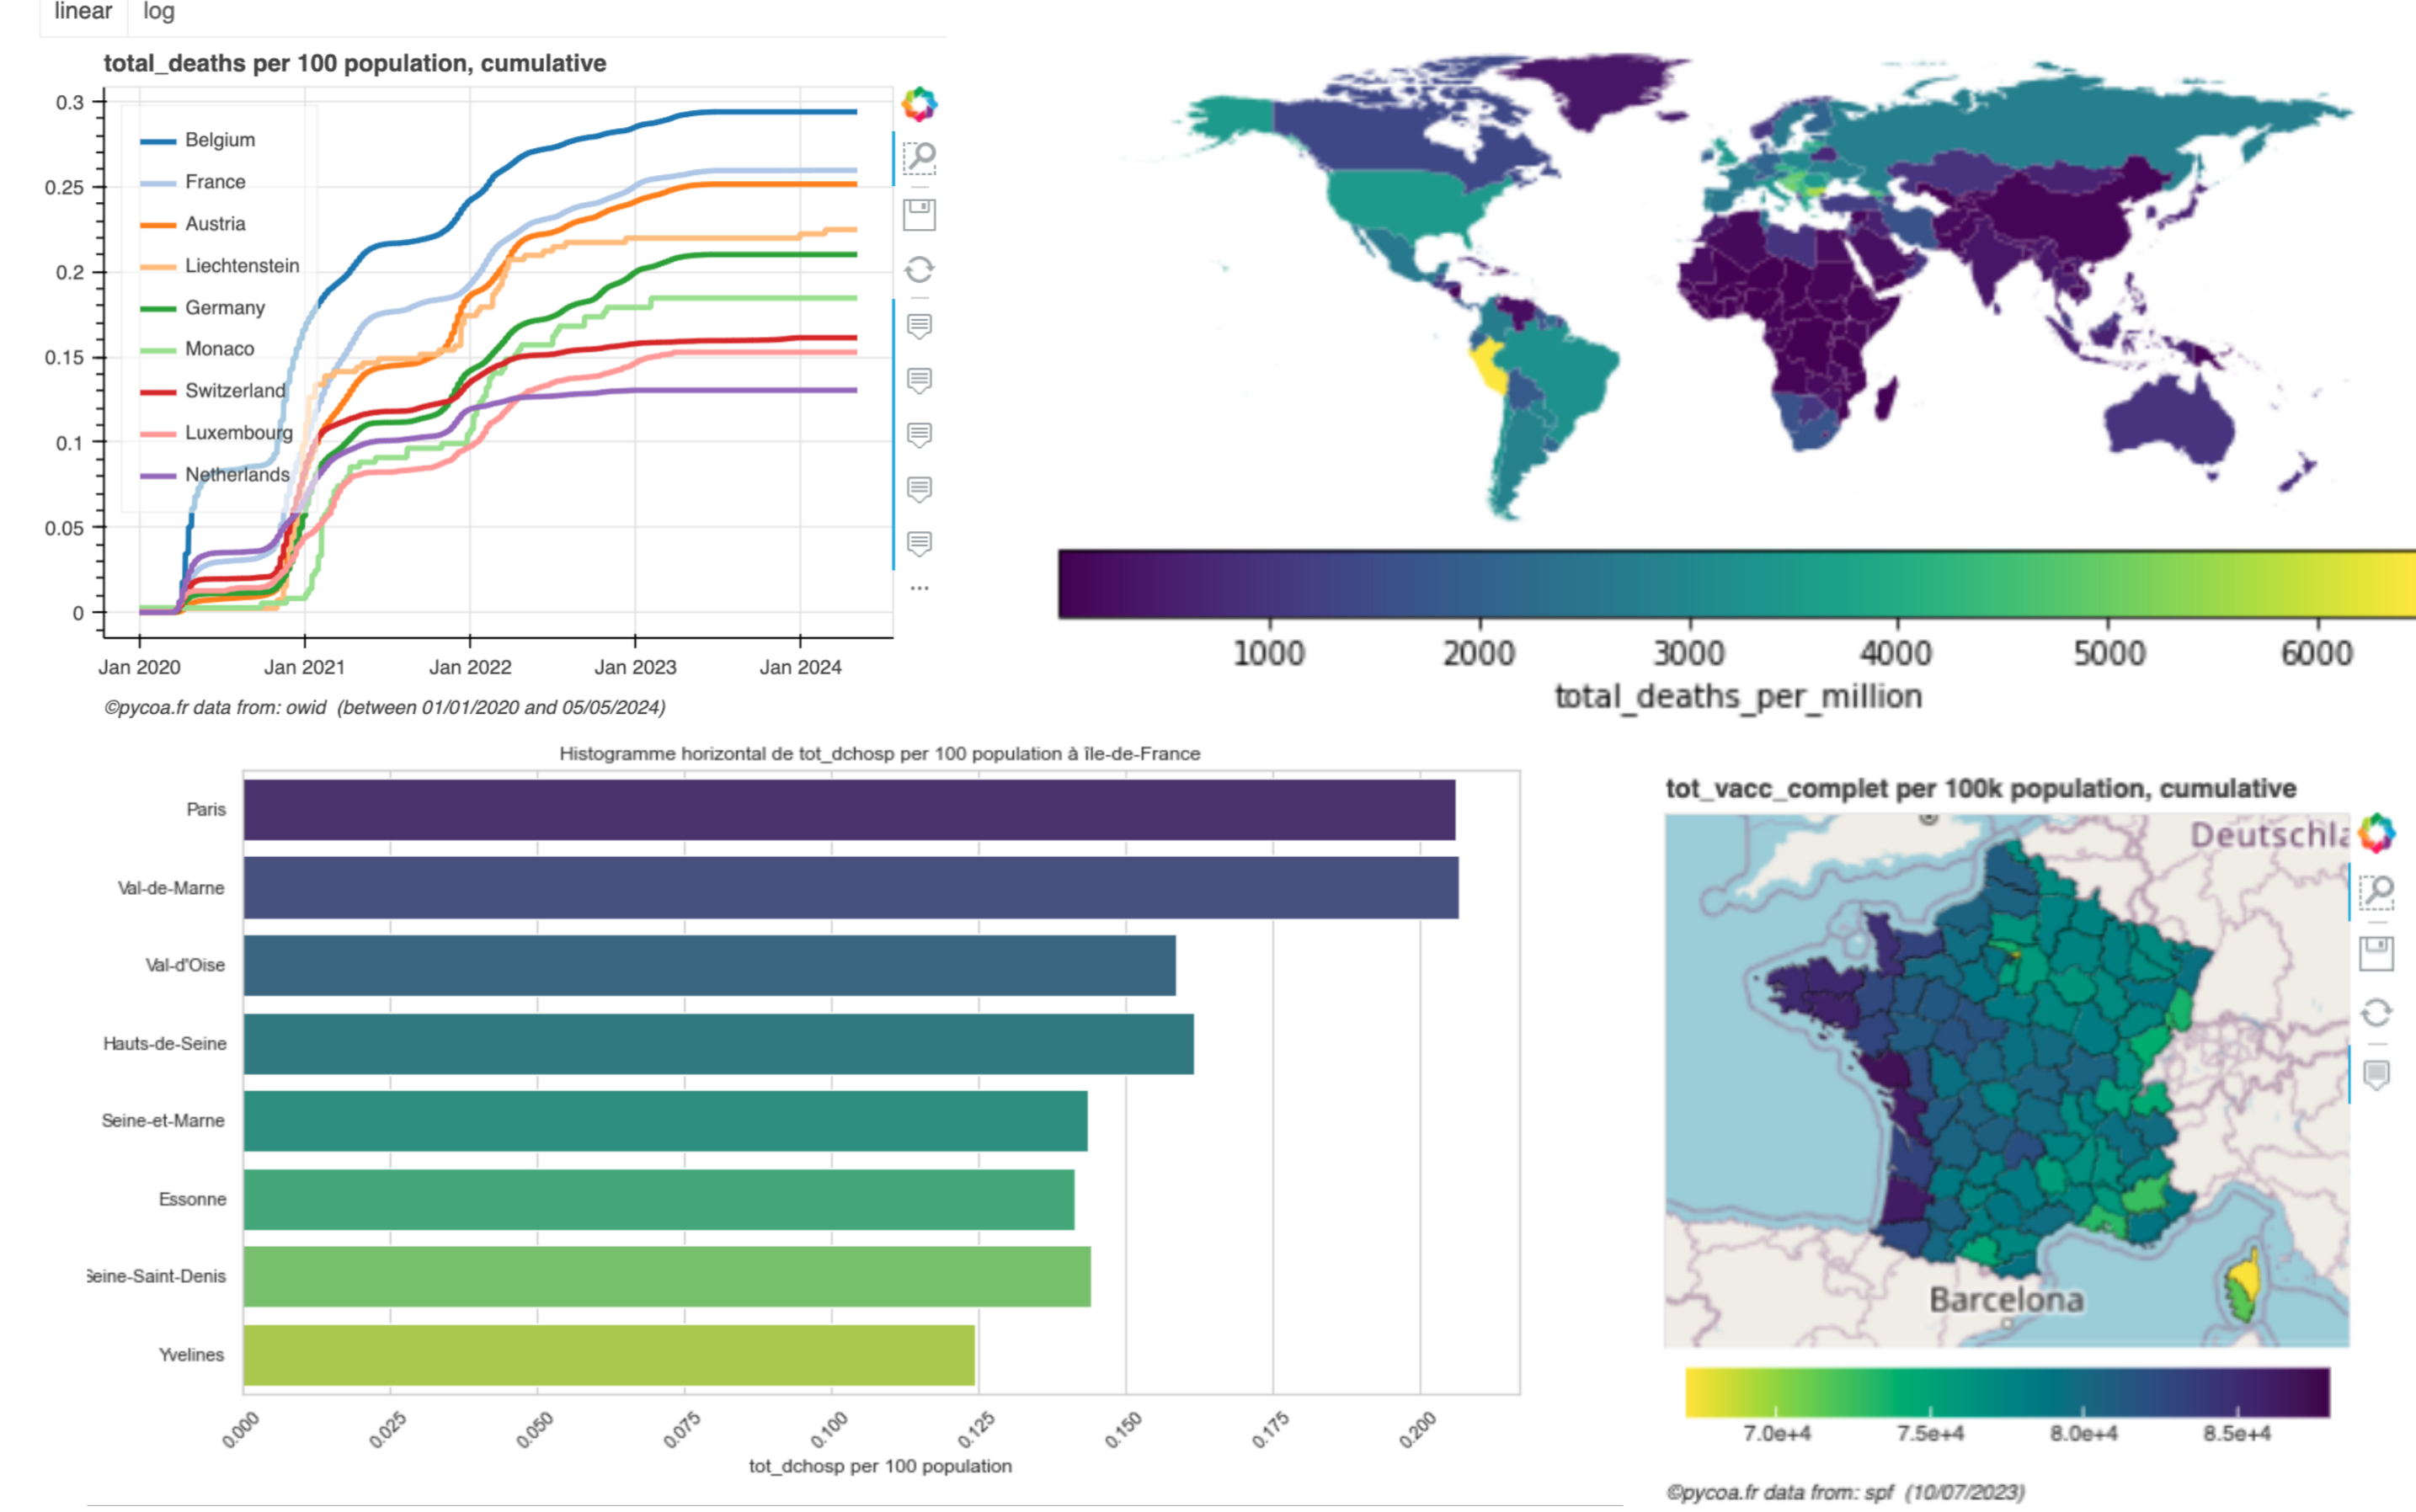 linear log
total_deaths per 100 population, cumulative
0.3
0.25
0.2
0.15
0.1
0.05
0
Belgium
France
Austria
Liechtenstein
Germany
Monaco
Switzerland
Luxembourg
Netherlands
...
Jan 2020 Jan 2021 Jan 2022 Jan 2023 Jan 2024
©pycoa.fr data from: owid (between 01/01/2020 and 05/05/2024)
1000 2000 3000 4000 5000 6000
total_deaths_per_million
Histogramme horizontal de tot_dchosp per 100 population à île-de-France
Paris
Val-de-Marne
Val-d'Oise
Hauts-de-Seine
Seine-et-Marne
Essonne
Seine-Saint-Denis
Yvelines
0.000 0.025 0.050 0.075 0.100 0.125 0.150 0.175 0.200
tot_dchosp per 100 population
tot_vacc_complet per 100k population, cumulative
Deutschla
Barcelona
7.0e+4 7.5e+4 8.0e+4 8.5e+4
©pycoa.fr data from: spf (10/07/2023)